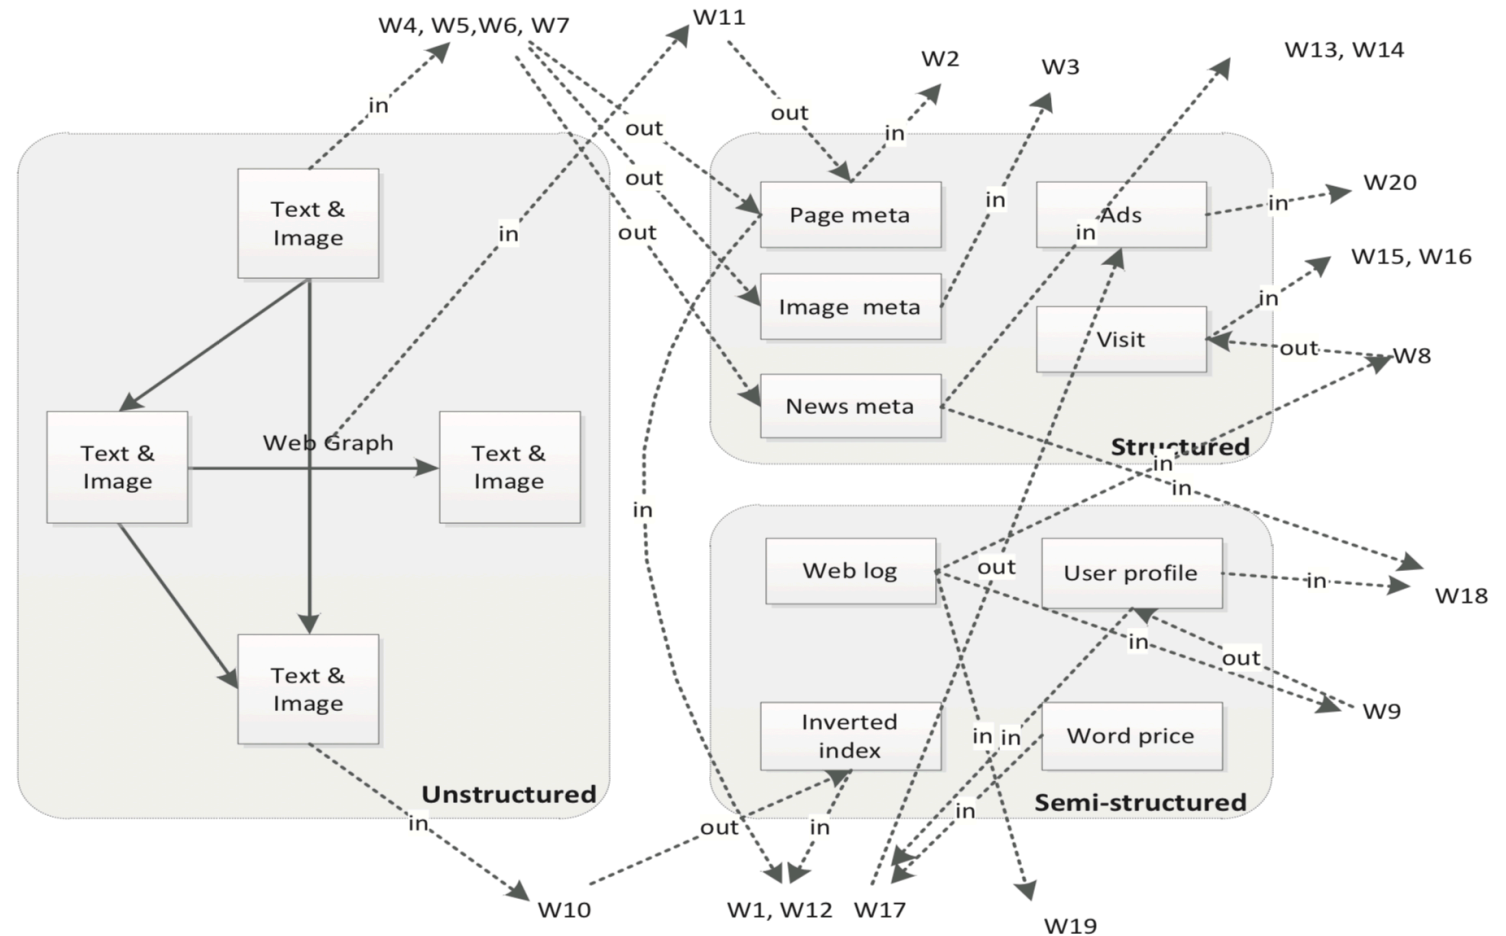 W4, W5,W6, W7
W11
W2
W3
W13, W14
in
out
out
in
out
out
in
in
in
in
W20
W15, W16
in
out
W8
Text &
Image
Page meta
Ads
Image  meta
Visit
News meta
Structured
in
in
Text &
Image
Web Graph
Text &
Image
in
Web log
out
User profile
in
W18
in
out
W9
Text &
Image
Inverted
index
in
in
Word price
Unstructured
Semi-structured
in
out
in
in
W10
W1, W12
W17
W19